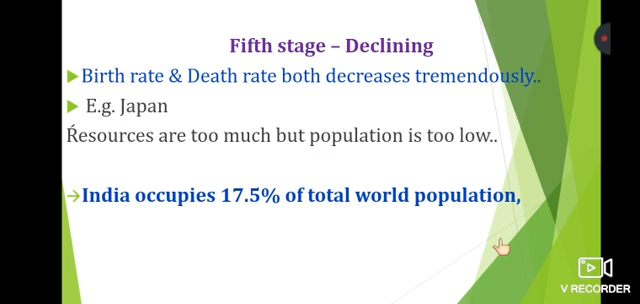 Fifth stage – Declining
Birth rate & Death rate both decreases tremendously..
E.g. Japan
Ŕesources are too much but population is too low..
→India occupies 17.5% of total world population,
V RECORDER